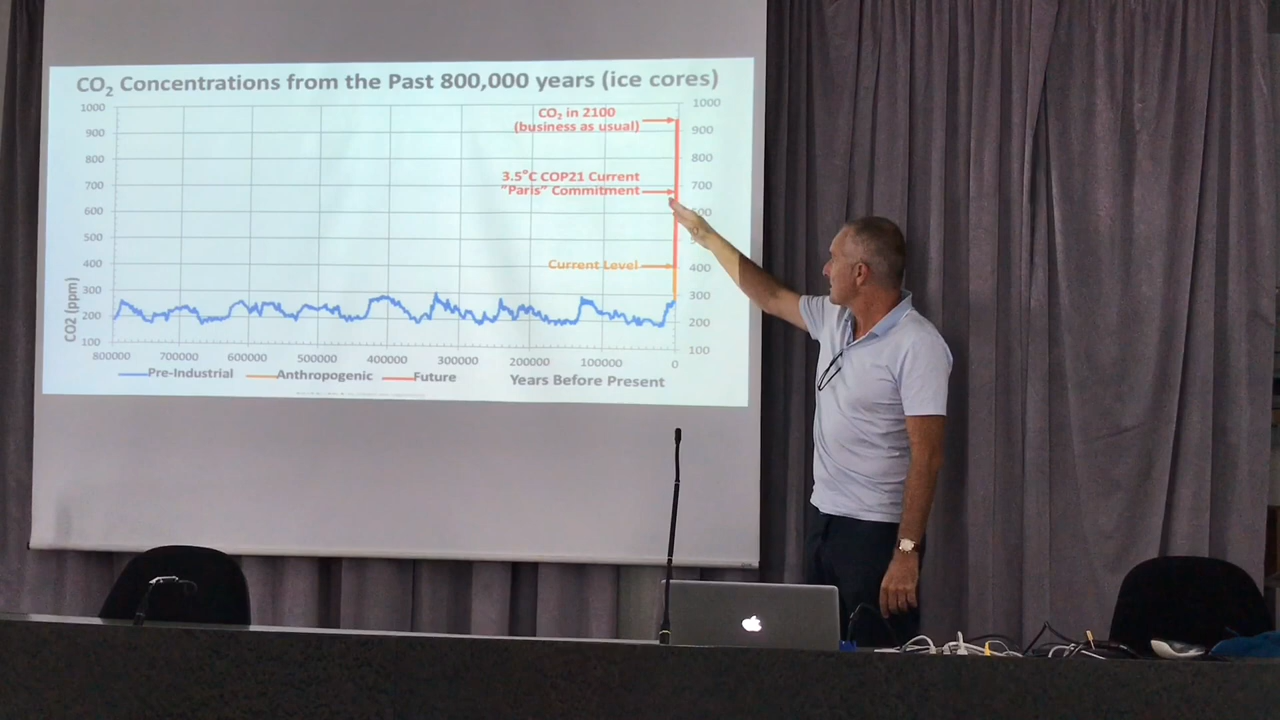 CO₂ Concentrations from the Past 800,000 years (ice cores)
1000
900
800
700
600
500
400
300
200
100
CO2 (ppm)
CO₂ in 2100
(business as usual)
3.5°C COP21 Current
"Paris" Commitment
Current Level
1000
900
800
700
400
300
200
100
800000 700000 600000 500000 400000 300000 200000 100000 0
Pre-Industrial Anthropogenic Future
Years Before Present